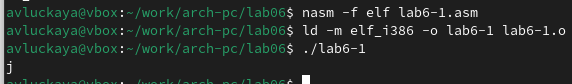 avluckaya@vbox:~/work/arch-pc/lab06$ nasm -f elf lab6-1.asm
avluckaya@vbox:~/work/arch-pc/lab06$ ld -m elf_i386 -o lab6-1 lab6-1.o
avluckaya@vbox:~/work/arch-pc/lab06$ ./lab6-1
j
avluckaya@vbox:~/work/arch-pc/lab06$